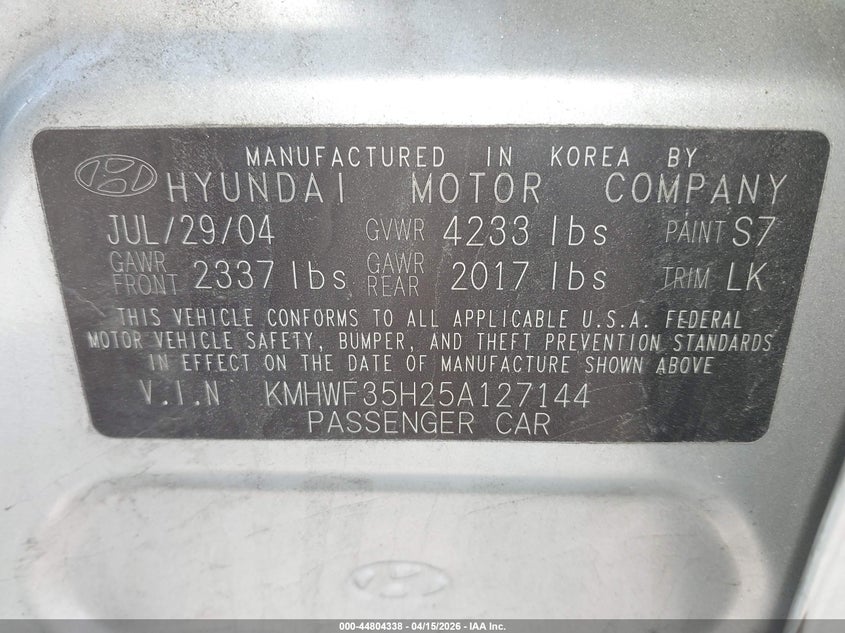 MANUFACTURED IN KOREA BY
HYUNDAI MOTOR COMPANY
JUL/29/04 GVWR 4233 lbs PAINT S7
GAWR FRONT 2337 lbs GAWR REAR 2017 lbs TRIM LK
THIS VEHICLE CONFORMS TO ALL APPLICABLE U.S.A. FEDERAL
MOTOR VEHICLE SAFETY, BUMPER, AND THEFT PREVENTION STANDARDS
IN EFFECT ON THE DATE OF MANUFACTURE SHOWN ABOVE
V.I.N KMHWF35H25A127144
PASSENGER CAR
000-44804338 - 04/15/2026 - IAA Inc.